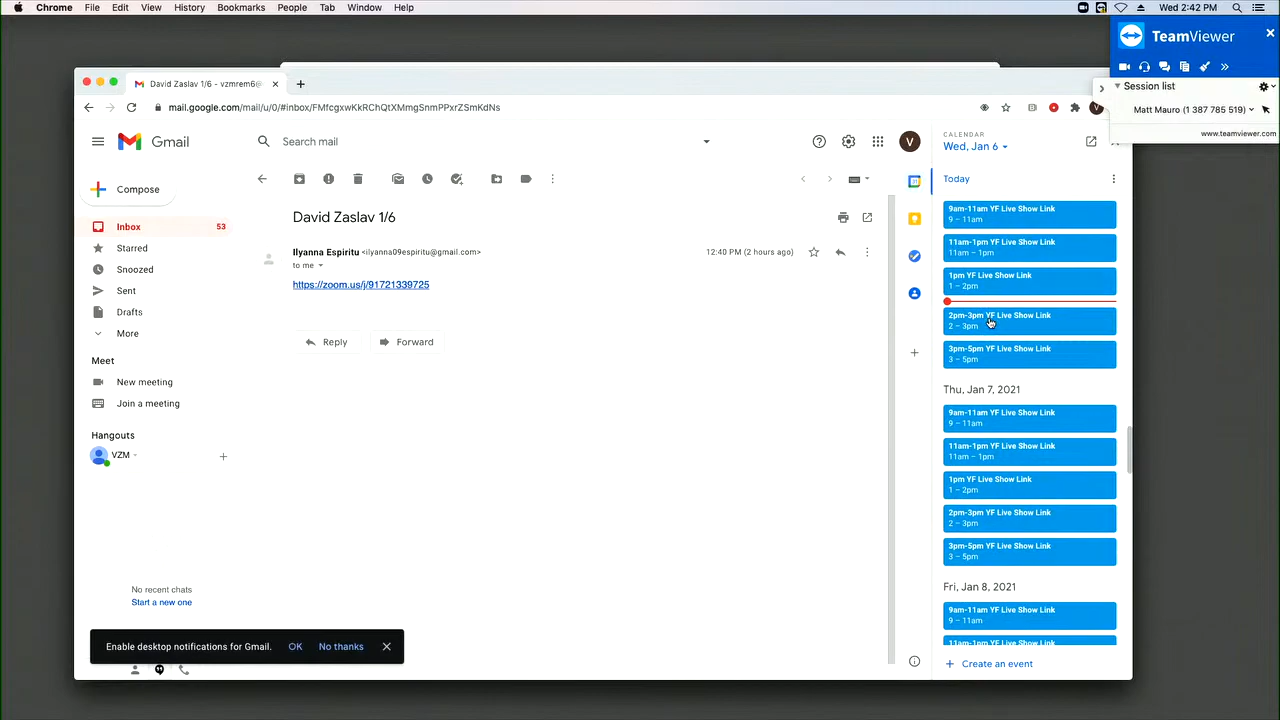 Chrome File Edit View History Bookmarks People Tab Window Help
Wed 2:42 PM
TeamViewer
Session list
Matt Mauro (1 387 785 519)
www.teamviewer.com
David Zaslav 1/6 - vzmrem6@
mail.google.com/mail/u/0/#inbox/FMfcgxwKkRChQtXMmgSnmPPxrZSmKdNs
V
Gmail
Search mail
V
Compose
Inbox 53
Starred
Snoozed
Sent
Drafts
More
Meet
New meeting
Join a meeting
Hangouts
VZM
No recent chats
Start a new one
David Zaslav 1/6
Ilyanna Espiritu <ilyanna09espiritu@gmail.com>
12:40 PM (2 hours ago)
to me
https://zoom.us/j/91721339725
Reply
Forward
Enable desktop notifications for Gmail. OK No thanks
CALENDAR
Wed, Jan 6
Today
9am-11am YF Live Show Link
9 – 11am
11am-1pm YF Live Show Link
11am – 1pm
1pm YF Live Show Link
1 – 2pm
2pm-3pm YF Live Show Link
2 – 3pm
3pm-5pm YF Live Show Link
3 – 5pm
Thu, Jan 7, 2021
9am-11am YF Live Show Link
9 – 11am
11am-1pm YF Live Show Link
11am – 1pm
1pm YF Live Show Link
1 – 2pm
2pm-3pm YF Live Show Link
2 – 3pm
3pm-5pm YF Live Show Link
3 – 5pm
Fri, Jan 8, 2021
9am-11am YF Live Show Link
9 – 11am
11am-1pm YF Live Show Link
Create an event